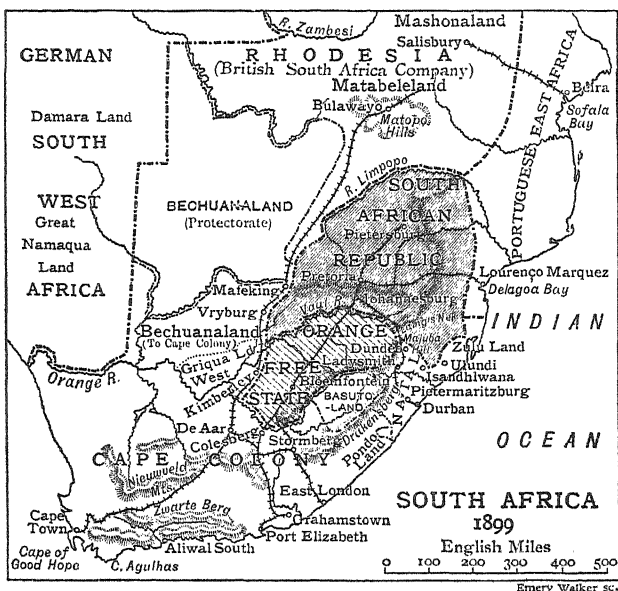 R. Zambesi
Mashonaland
Salisbury
GERMAN
RHODESIA
(British South Africa Company)
Matabeleland
Beira
Sofala
Bay
Bulawayo
Matopo
Hills
Damara Land
SOUTH
PORTUGUESE EAST AFRICA
R. Limpopo
SOUTH
WEST
BECHUANALAND
(Protectorate)
AFRICAN
Pietersburg
Great
Namaqua
Land
REPUBLIC
AFRICA
Pretoria
Lourenço Marquez
Delagoa Bay
Mafeking
Vaal R.
Johannesburg
Vryburg
INDIAN
Bechuanaland
(To Cape Colony)
ORANGE
Laing's Nek
Majuba
Hill
Dundee
Zulu Land
Griqua Ld.
West
Orange R.
FREE
Ladysmith
Ulundi
Isandhlwana
Kimberley
Bloemfontein
Pietermaritzburg
STATE
BASUTO-
LAND
NATAL
Durban
Drakensberg
De Aar
Colesberg
Stormberg
Pondo
Land
OCEAN
CAPE COLONY
Nieuwveld
Mts.
East London
SOUTH AFRICA
1899
English Miles
Zwarte Berg
Cape
Town
Grahamstown
Aliwal South
Port Elizabeth
Cape of
Good Hope
C. Agulhas
0 100 200 300 400 500
Emery Walker sc.